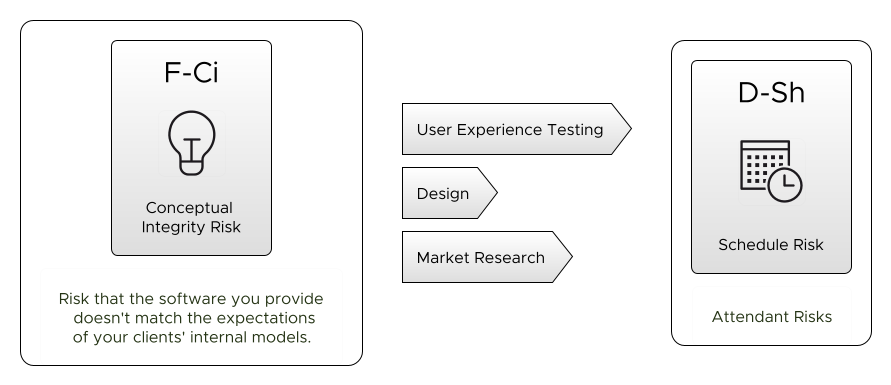 F-Ci
Conceptual
Integrity Risk
Risk that the software you provide
doesn't match the expectations
of your clients' internal models.
User Experience Testing
Design
Market Research
D-Sh
Schedule Risk
Attendant Risks